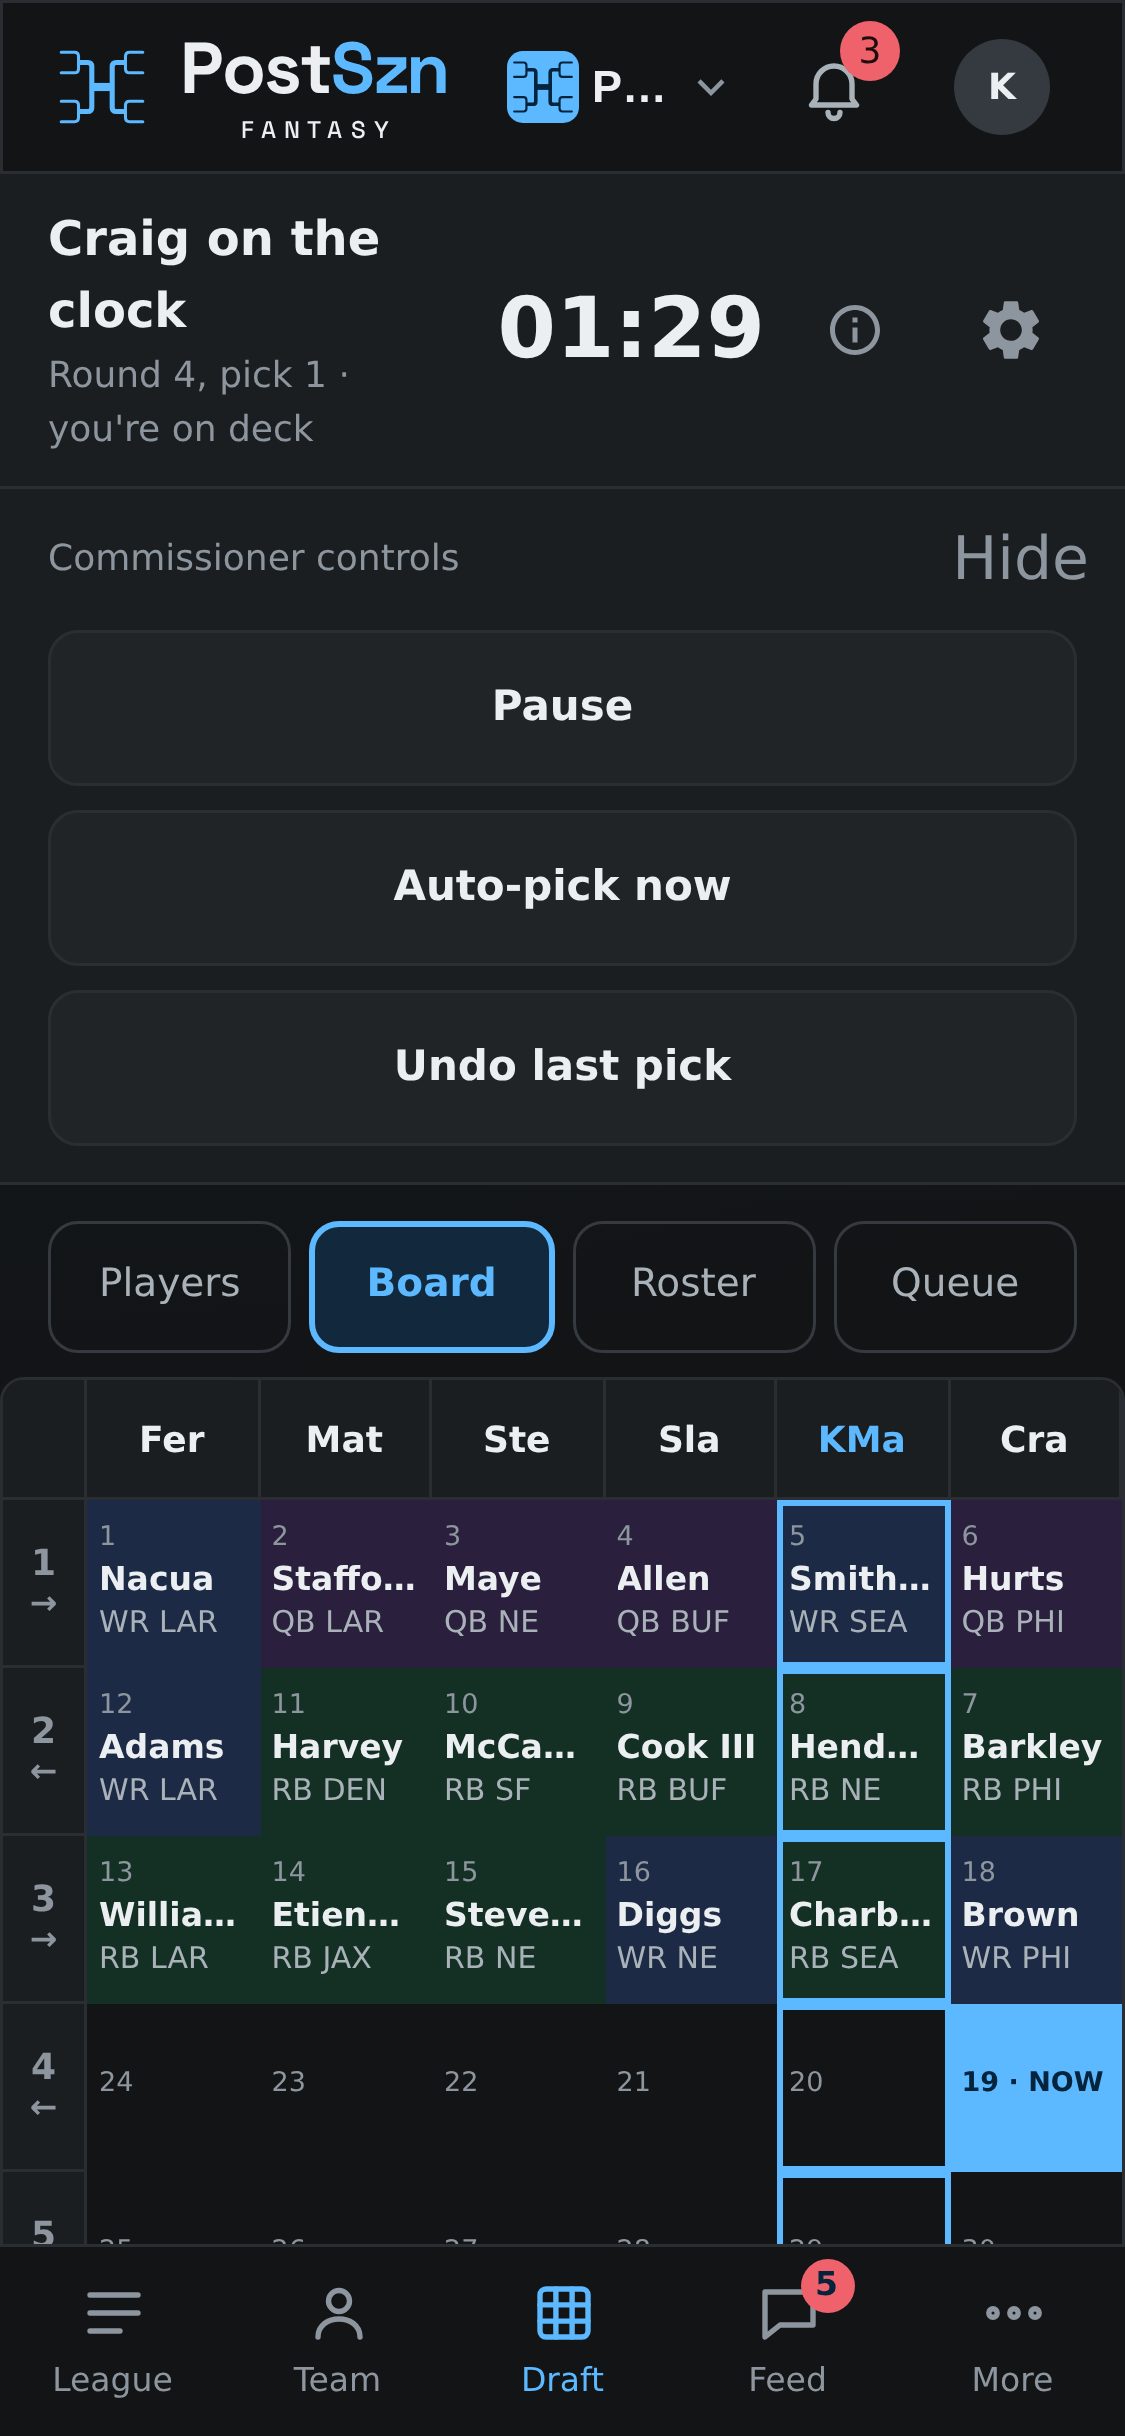 PostSzn
FANTASY
P...
3
K
Craig on the
clock
01:29
Round 4, pick 1 ·
you're on deck
Commissioner controls
Hide
Pause
Auto-pick now
Undo last pick
Players
Board
Roster
Queue
Fer
Mat
Ste
Sla
KMa
Cra
1
→
1
Nacua
WR LAR
2
Staffo...
QB LAR
3
Maye
QB NE
4
Allen
QB BUF
5
Smith...
WR SEA
6
Hurts
QB PHI
2
←
12
Adams
WR LAR
11
Harvey
RB DEN
10
McCa...
RB SF
9
Cook III
RB BUF
8
Hend...
RB NE
7
Barkley
RB PHI
3
→
13
Willia...
RB LAR
14
Etien...
RB JAX
15
Steve...
RB NE
16
Diggs
WR NE
17
Charb...
RB SEA
18
Brown
WR PHI
4
←
24
23
22
21
20
19 · NOW
5
25
26
27
28
29
30
League
Team
Draft
5
Feed
More